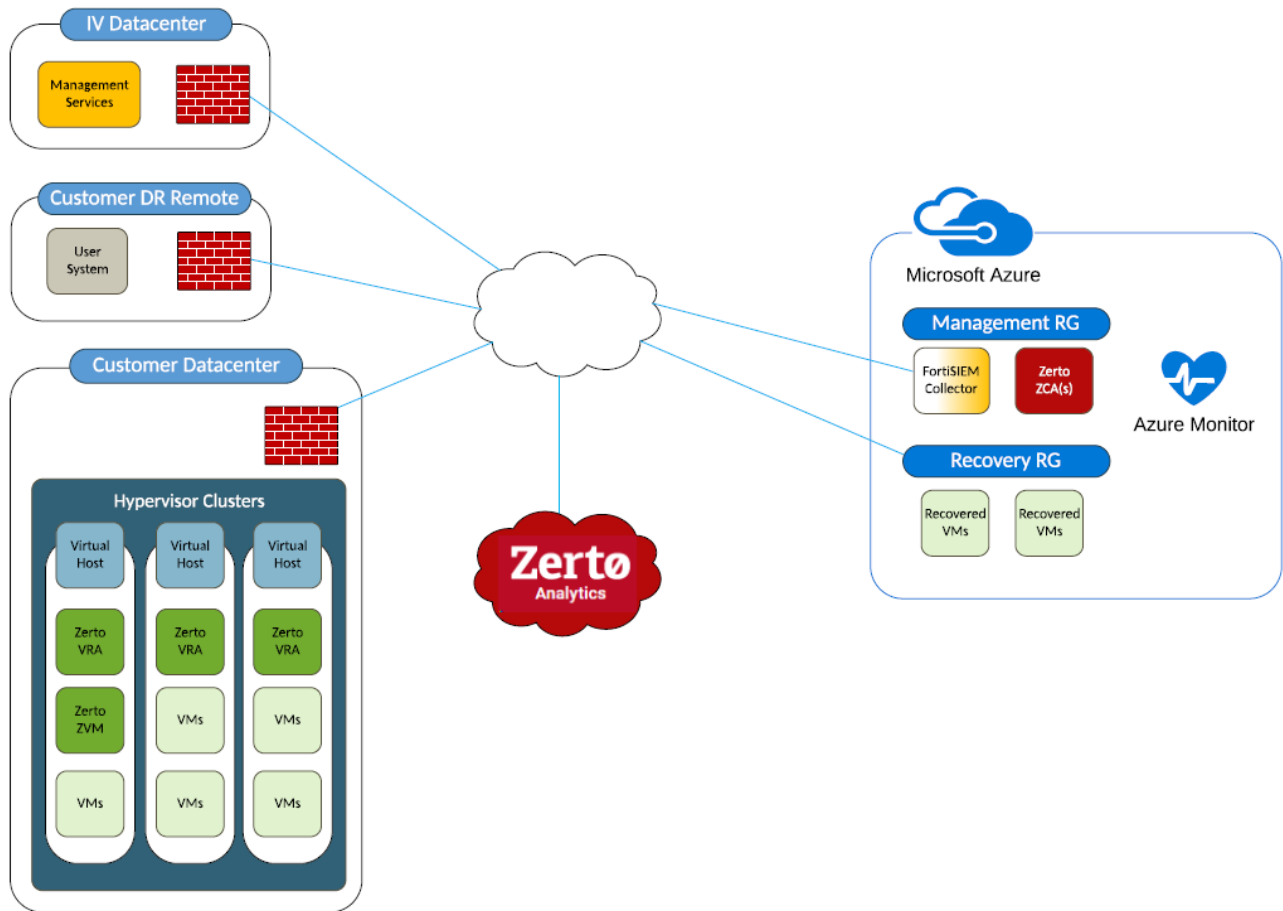 IV Datacenter
Management
Services
Customer DR Remote
User
System
Customer Datacenter
Hypervisor Clusters
Virtual
Host
Virtual
Host
Virtual
Host
Zerto
VRA
Zerto
VRA
Zerto
VRA
Zerto
ZVM
VMs
VMs
VMs
VMs
VMs
Zertø
Analytics
Microsoft Azure
Management RG
FortiSIEM
Collector
Zerto
ZCA(s)
Azure Monitor
Recovery RG
Recovered
VMs
Recovered
VMs